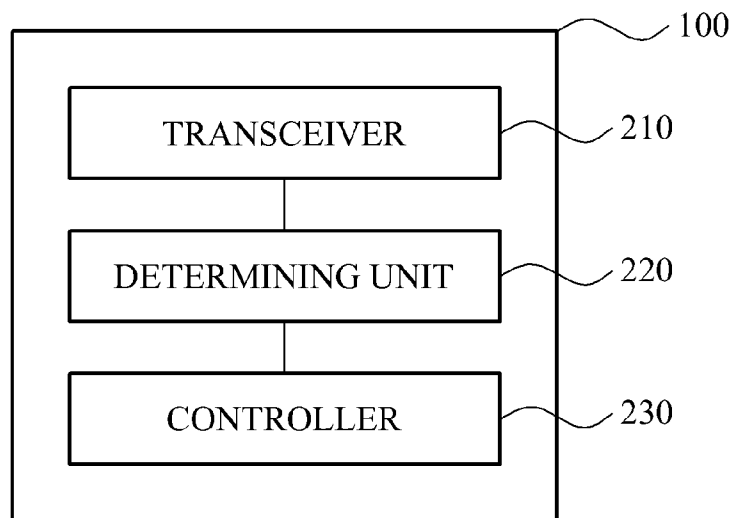 100
TRANSCEIVER
210
DETERMINING UNIT
220
CONTROLLER
230